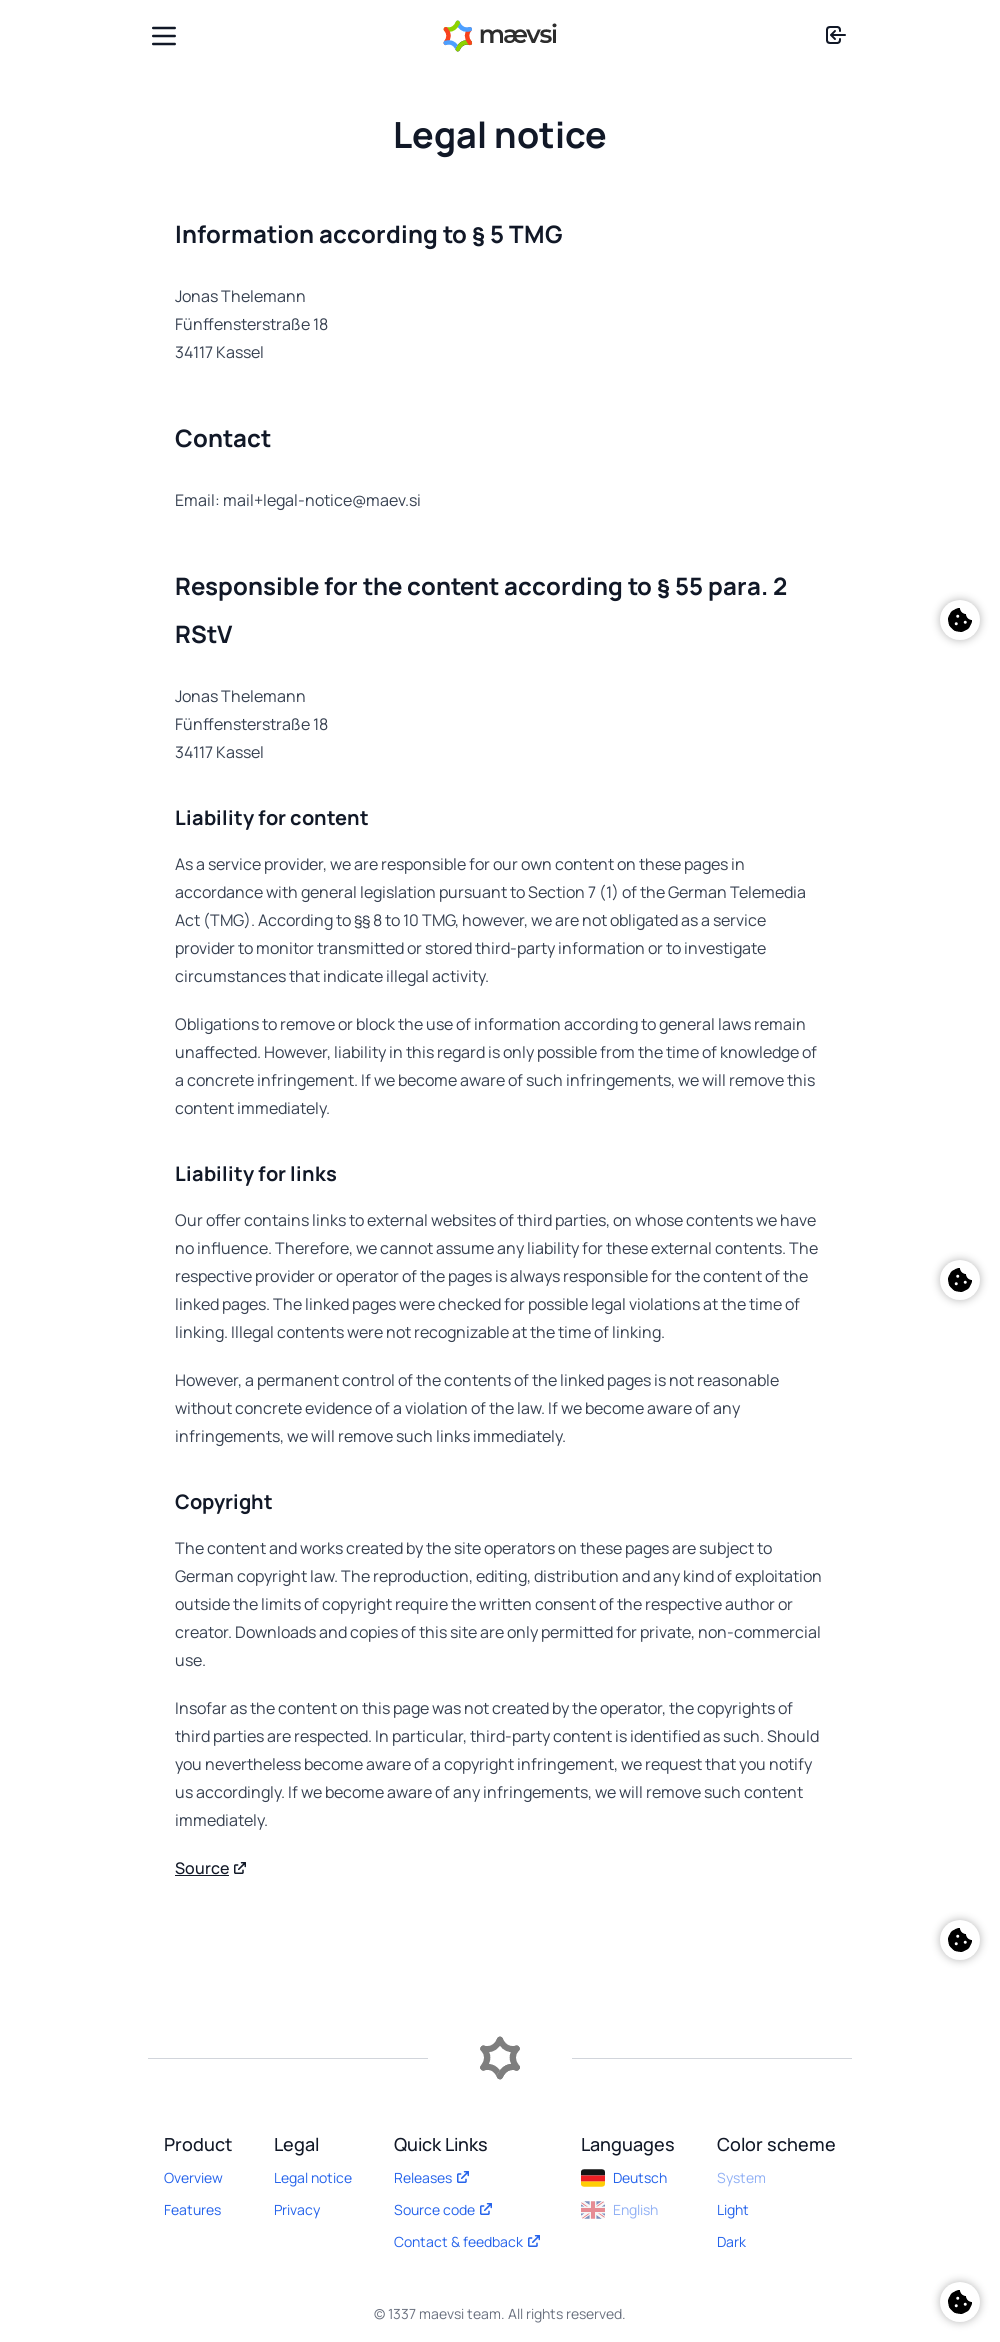 mævsi
Legal notice
Information according to § 5 TMG
Jonas Thelemann
Fünffensterstraße 18
34117 Kassel
Contact
Email: mail+legal-notice@maev.si
Responsible for the content according to § 55 para. 2
RStV
Jonas Thelemann
Fünffensterstraße 18
34117 Kassel
Liability for content
As a service provider, we are responsible for our own content on these pages in
accordance with general legislation pursuant to Section 7 (1) of the German Telemedia
Act (TMG). According to §§ 8 to 10 TMG, however, we are not obligated as a service
provider to monitor transmitted or stored third-party information or to investigate
circumstances that indicate illegal activity.
Obligations to remove or block the use of information according to general laws remain
unaffected. However, liability in this regard is only possible from the time of knowledge of
a concrete infringement. If we become aware of such infringements, we will remove this
content immediately.
Liability for links
Our offer contains links to external websites of third parties, on whose contents we have
no influence. Therefore, we cannot assume any liability for these external contents. The
respective provider or operator of the pages is always responsible for the content of the
linked pages. The linked pages were checked for possible legal violations at the time of
linking. Illegal contents were not recognizable at the time of linking.
However, a permanent control of the contents of the linked pages is not reasonable
without concrete evidence of a violation of the law. If we become aware of any
infringements, we will remove such links immediately.
Copyright
The content and works created by the site operators on these pages are subject to
German copyright law. The reproduction, editing, distribution and any kind of exploitation
outside the limits of copyright require the written consent of the respective author or
creator. Downloads and copies of this site are only permitted for private, non-commercial
use.
Insofar as the content on this page was not created by the operator, the copyrights of
third parties are respected. In particular, third-party content is identified as such. Should
you nevertheless become aware of a copyright infringement, we request that you notify
us accordingly. If we become aware of any infringements, we will remove such content
immediately.
Source
Product
Overview
Features
Legal
Legal notice
Privacy
Quick Links
Releases
Source code
Contact & feedback
Languages
Deutsch
English
Color scheme
System
Light
Dark
© 1337 maevsi team. All rights reserved.